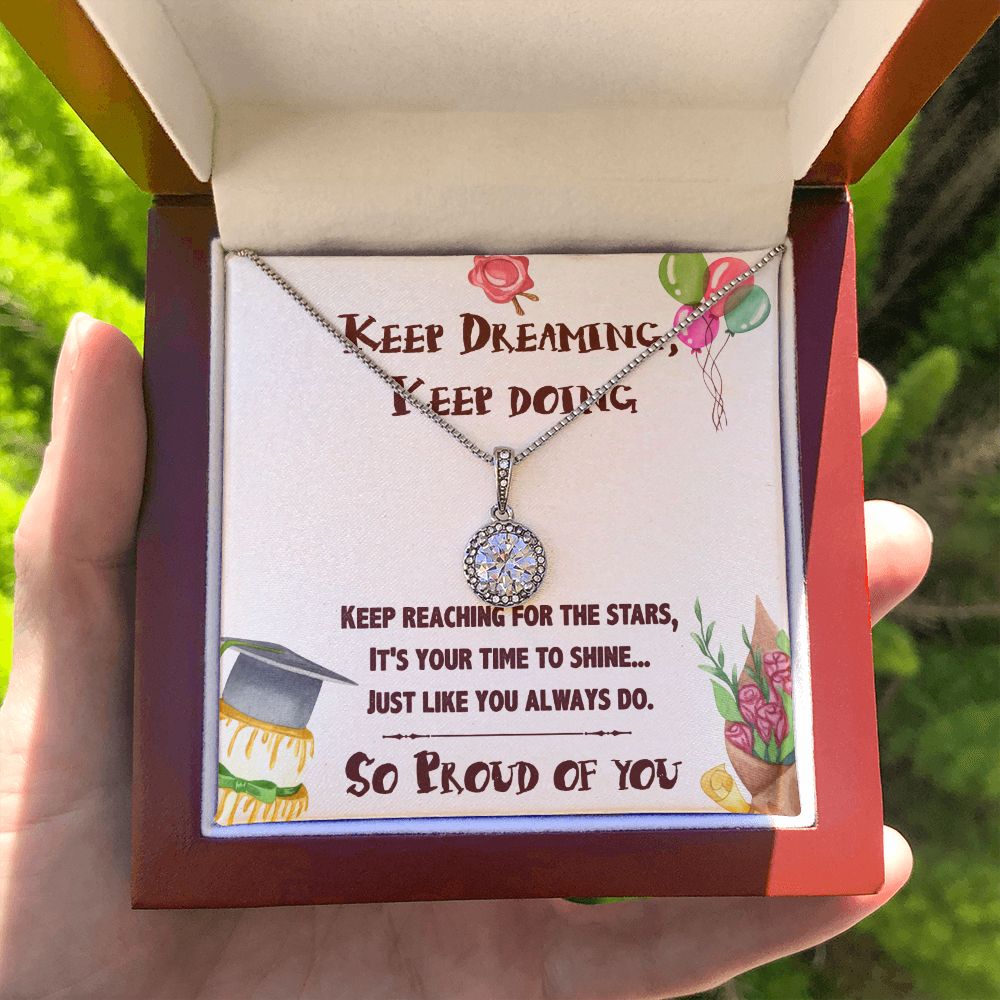 Keep Dreaming,
Keep doing
Keep reaching for the stars,
It's your time to shine...
Just like you always do.
So Proud of you